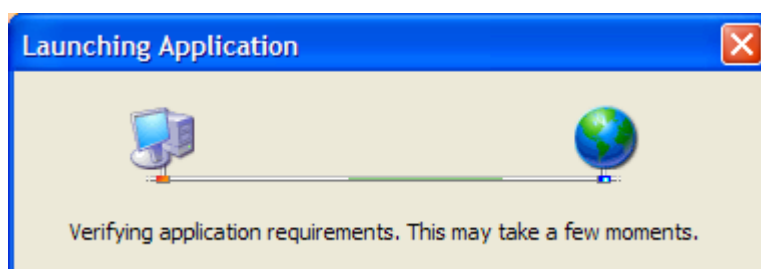 Launching Application
Verifying application requirements. This may take a few moments.